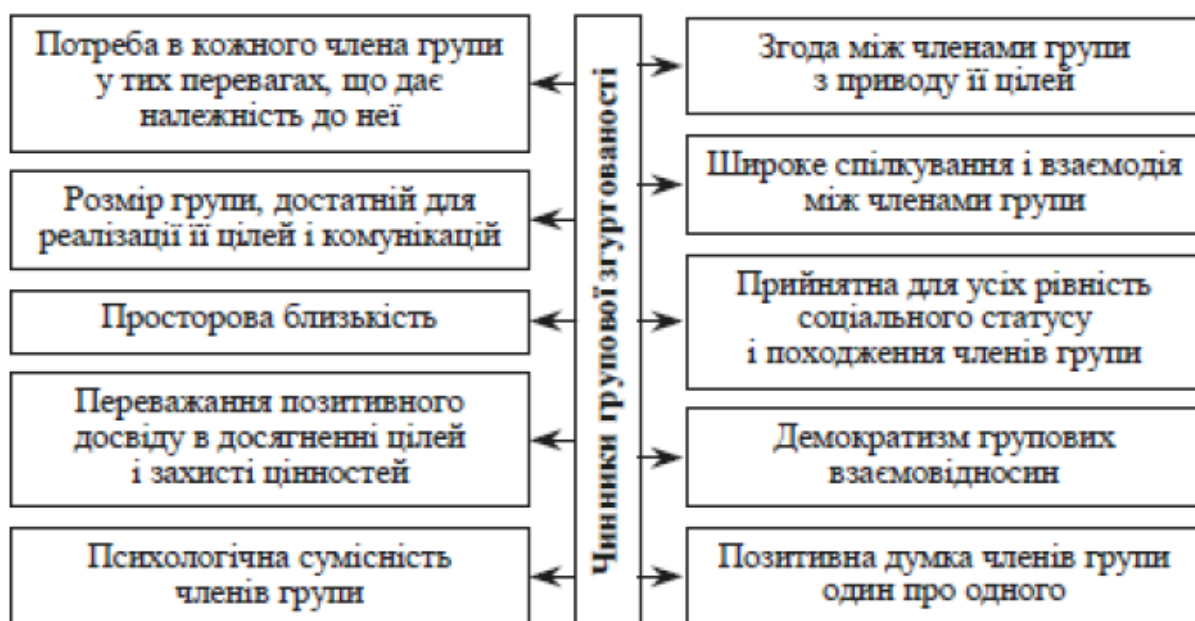 Потреба в кожного члена групи
у тих перевагах, що дає
належність до неї
Розмір групи, достатній для
реалізації її цілей і комунікацій
Просторова близькість
Переважання позитивного
досвіду в досягненні цілей
і захисті цінностей
Психологічна сумісність
членів групи
Чинники групової згуртованості
Згода між членами групи
з приводу її цілей
Широке спілкування і взаємодія
між членами групи
Прийнятна для усіх рівність
соціального статусу
і походження членів групи
Демократизм групових
взаємовідносин
Позитивна думка членів групи
один про одного